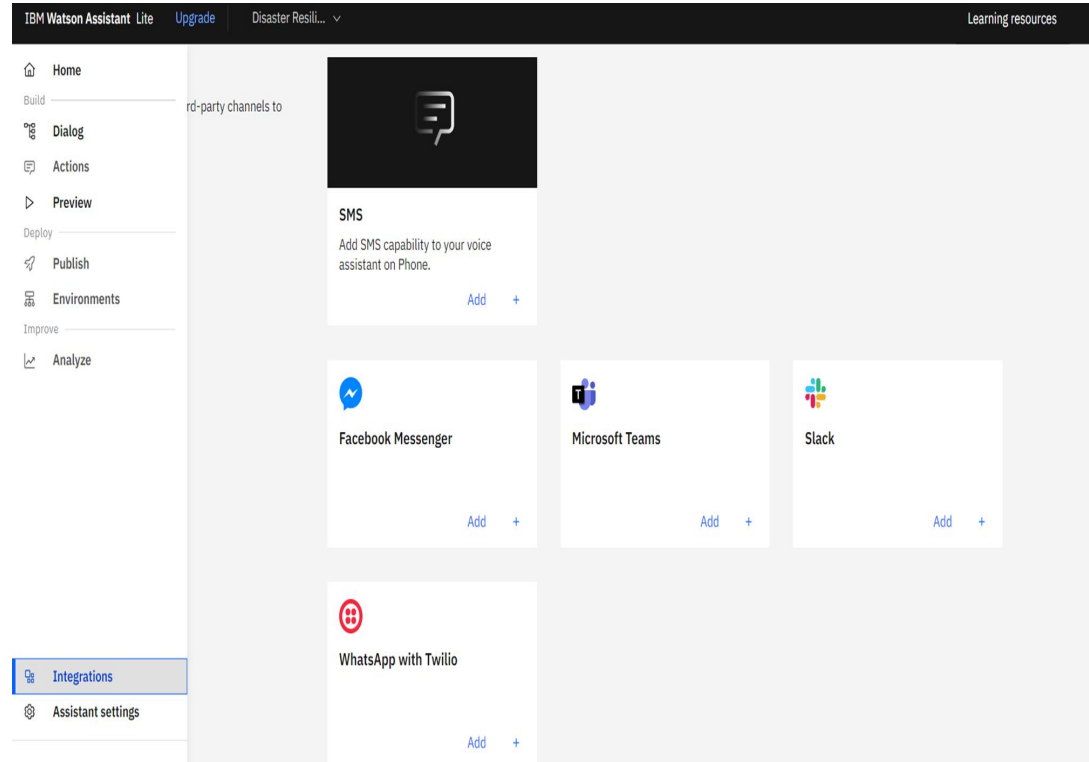 IBM Watson Assistant Lite Upgrade Disaster Resili... Learning resources
Home
Build
Dialog
Actions
Preview
Deploy
Publish
Environments
Improve
Analyze
Integrations
Assistant settings
rd-party channels to
SMS
Add SMS capability to your voice
assistant on Phone.
Add +
Facebook Messenger
Add +
Microsoft Teams
Add +
Slack
Add +
WhatsApp with Twilio
Add +